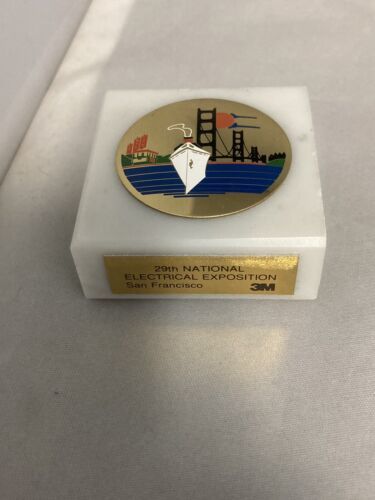 29th NATIONAL
ELECTRICAL EXPOSITION
San Francisco 3M